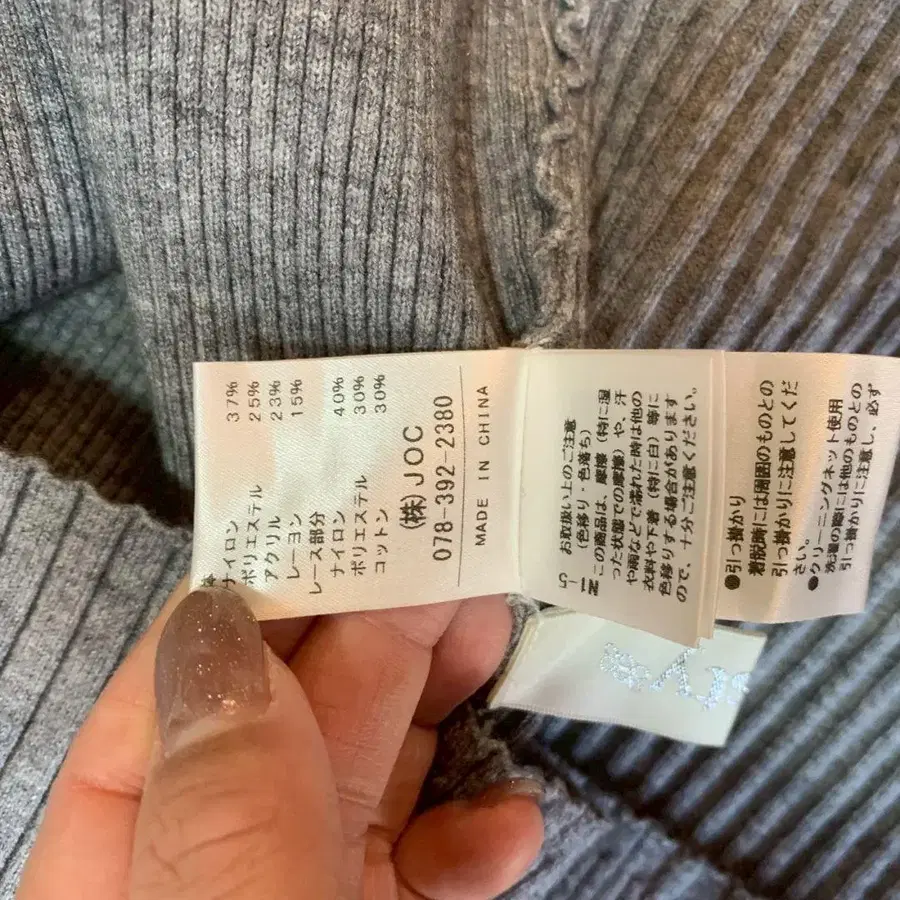 ナイロン 37%
ポリエステル 25%
アクリル 23%
レーヨン 15%
レース部分
ナイロン 40%
ポリエステル 30%
コットン 30%
(株)JOC
078-392-2380
MADE IN CHINA
お取扱い上のご注意
(色移り・色落ち)
この商品は、摩擦(特に湿
った状態での摩擦)や、汗
や雨などで濡れた時は他の
衣料や下着(特に白)等に
色移りする場合があります
ので、十分ご注意ください。
●引っ掛かり
着脱時には周囲のものとの
引っ掛かりに注意してくだ
さい。
●クリーニングネット使用
洗濯の際には他のものとの
引っ掛かりに注意し、必ず